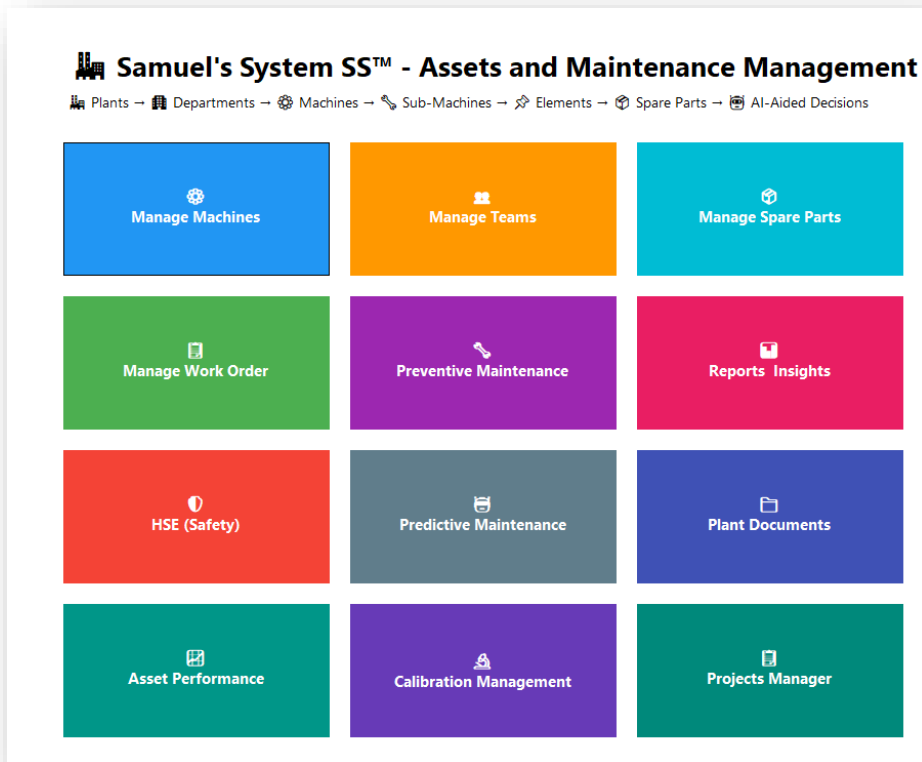 Samuel's System SS™ - Assets and Maintenance Management
Plants → Departments → Machines → Sub-Machines → Elements → Spare Parts → AI-Aided Decisions
Manage Machines
Manage Teams
Manage Spare Parts
Manage Work Order
Preventive Maintenance
Reports  Insights
HSE (Safety)
Predictive Maintenance
Plant Documents
Asset Performance
Calibration Management
Projects Manager